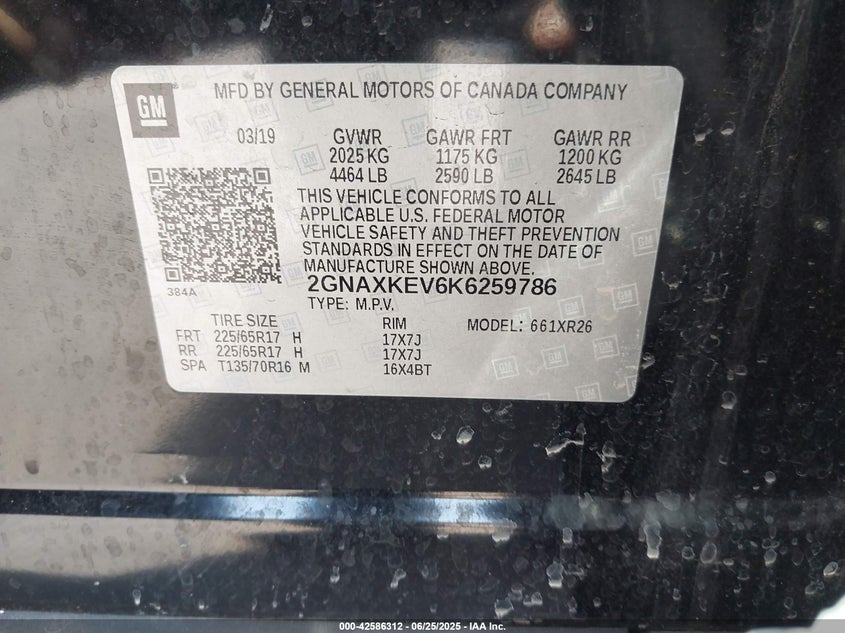 GM
MFD BY GENERAL MOTORS OF CANADA COMPANY
03/19 GVWR GAWR FRT GAWR RR
2025 KG 1175 KG 1200 KG
4464 LB 2590 LB 2645 LB
THIS VEHICLE CONFORMS TO ALL
APPLICABLE U.S. FEDERAL MOTOR
VEHICLE SAFETY AND THEFT PREVENTION
STANDARDS IN EFFECT ON THE DATE OF
MANUFACTURE SHOWN ABOVE.
384A
2GNAXKEV6K6259786
TYPE: M.P.V.
TIRE SIZE RIM MODEL: 661XR26
FRT 225/65R17 H 17X7J
RR 225/65R17 H 17X7J
SPA T135/70R16 M 16X4BT
000-42586312 - 06/25/2025 - IAA Inc.